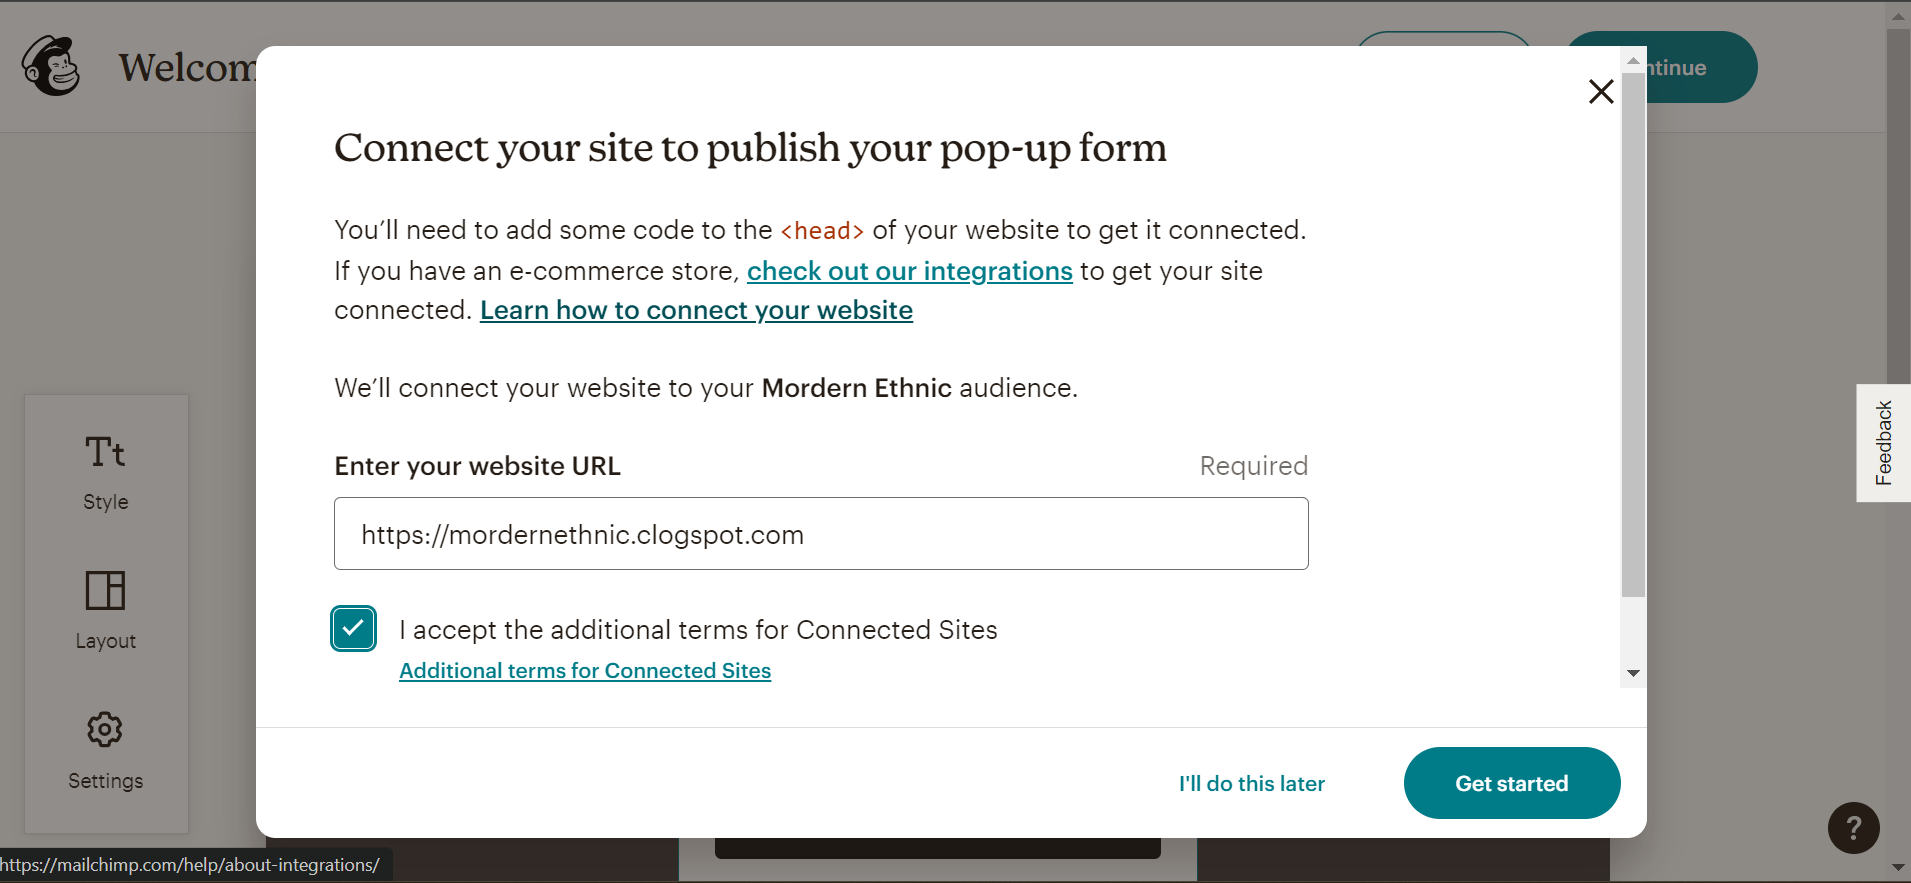 Welcom
ntinue
Connect your site to publish your pop-up form
You’ll need to add some code to the <head> of your website to get it connected.
If you have an e-commerce store, check out our integrations to get your site
connected. Learn how to connect your website
We’ll connect your website to your Mordern Ethnic audience.
Enter your website URL
Required
https://mordernethnic.clogspot.com
I accept the additional terms for Connected Sites
Additional terms for Connected Sites
I'll do this later
Get started
Tt
Style
Layout
Settings
Feedback
?
https://mailchimp.com/help/about-integrations/